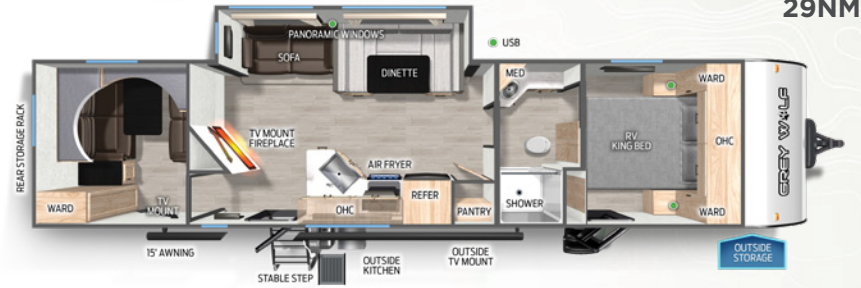 29NM
PANORAMIC WINDOWS
USB
SOFA
DINETTE
MED
WARD
REAR STORAGE RACK
TV MOUNT
FIREPLACE
RV
KING BED
OHC
GREY WOLF
AIR FRYER
REFER
SHOWER
WARD
TV
MOUNT
OHC
PANTRY
WARD
15' AWNING
STABLE STEP
OUTSIDE
KITCHEN
OUTSIDE
TV MOUNT
OUTSIDE
STORAGE